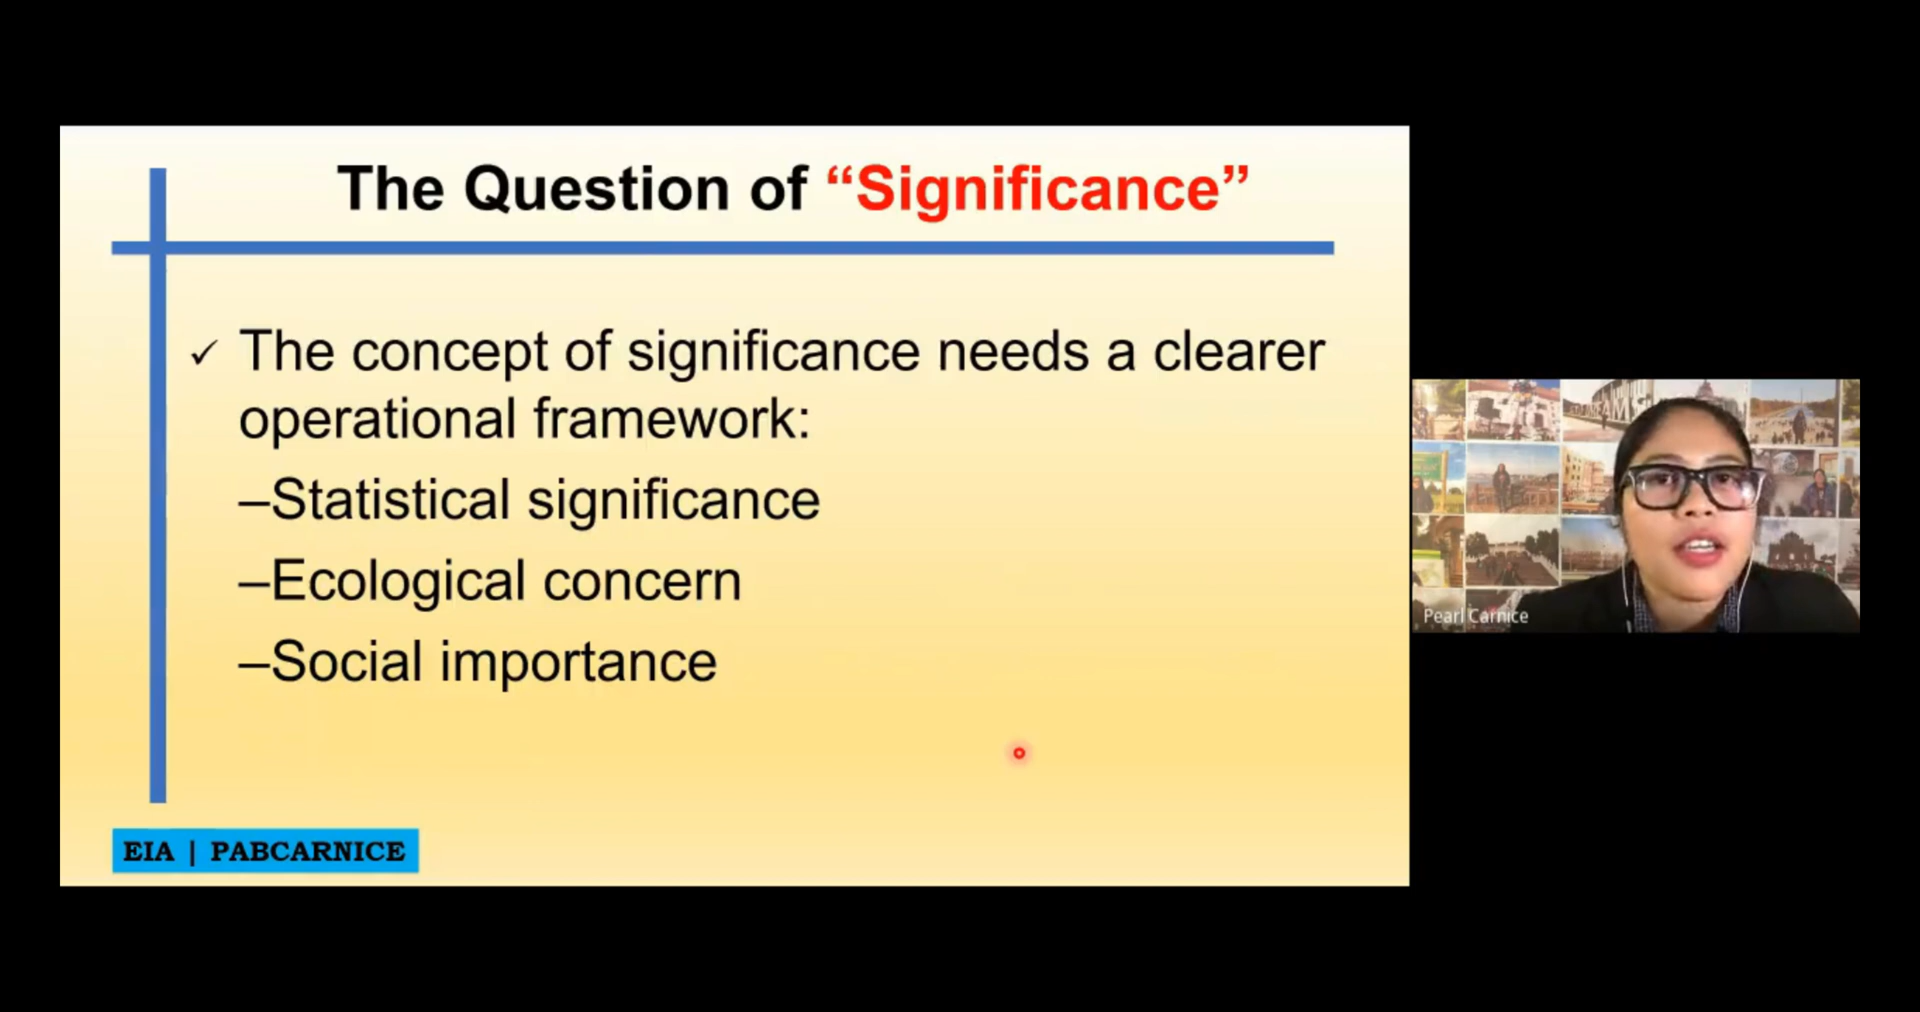 The Question of “Significance”
✓ The concept of significance needs a clearer
operational framework:
–Statistical significance
–Ecological concern
–Social importance
EIA | PABCARNICE
Pearl Carnice